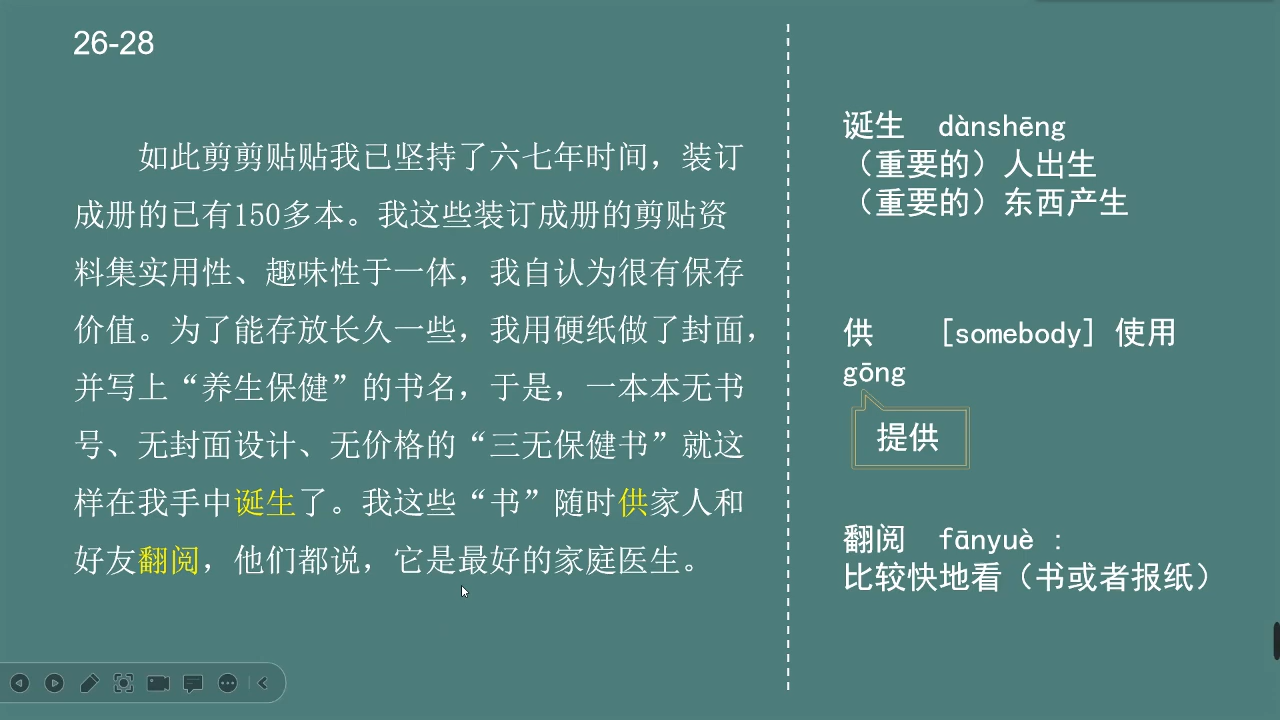 26-28
如此剪剪贴贴我已坚持了六七年时间，装订
成册的已有150多本。我这些装订成册的剪贴资
料集实用性、趣味性于一体，我自认为很有保存
价值。为了能存放长久一些，我用硬纸做了封面，
并写上“养生保健”的书名，于是，一本本无书
号、无封面设计、无价格的“三无保健书”就这
样在我手中诞生了。我这些“书”随时供家人和
好友翻阅，他们都说，它是最好的家庭医生。
诞生 dànshēng
（重要的）人出生
（重要的）东西产生
供 [somebody] 使用
gōng
提供
翻阅 fānyuè :
比较快地看（书或者报纸）